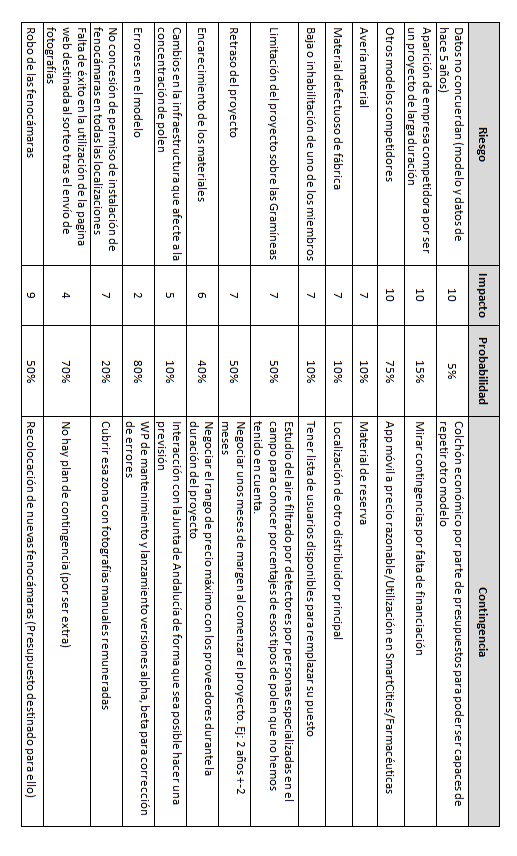 Riesgo Impacto Probabilidad Contingencia
Datos no concuerdan (modelo y datos de
hace 5 años)
10
5%
Colchón económico por parte de presupuestos para poder ser capaces de
repetir otro modelo
Aparición de empresa competidora por ser
un proyecto de larga duración
10
15%
Mirar contingencias por falta de financiación
Otros modelos competidores
10
75%
App móvil a precio razonable/Utilización en SmartCities/Farmacéuticas
Avería material
7
10%
Material de reserva
Material defectuoso de fábrica
7
10%
Localización de otro distribuidor principal
Baja o inhabilitación de uno de los miembros
7
10%
Tener lista de usuarios disponibles para remplazar su puesto
Limitación del proyecto sobre las Gramíneas
7
50%
Estudio del aire filtrado por detectores por personas especializadas en el
campo para conocer porcentajes de esos tipos de polen que no hemos
tenido en cuenta.
Retraso del proyecto
7
50%
Negociar unos meses de margen al comenzar el proyecto. Ej: 2 años +-2
meses
Encarecimiento de los materiales
6
40%
Negociar el rango de precio máximo con los proveedores durante la
duración del proyecto
Cambios en la infraestructura que afecte a la
concentración de polen
5
10%
Interacción con la Junta de Andalucía de forma que sea posible hacer una
previsión
Errores en el modelo
2
80%
WP de mantenimiento y lanzamiento versiones alpha, beta para corrección
de errores
No concesión de permiso de instalación de
fenocámaras en todas las localizaciones
7
20%
Cubrir esa zona con fotografías manuales remuneradas
Falta de éxito en la utilización de la pagina
web destinada al sorteo tras el envío de
fotografías
4
70%
No hay plan de contingencia (por ser extra)
Robo de las fenocámaras
9
50%
Recolocación de nuevas fenocámaras (Presupuesto destinado para ello)